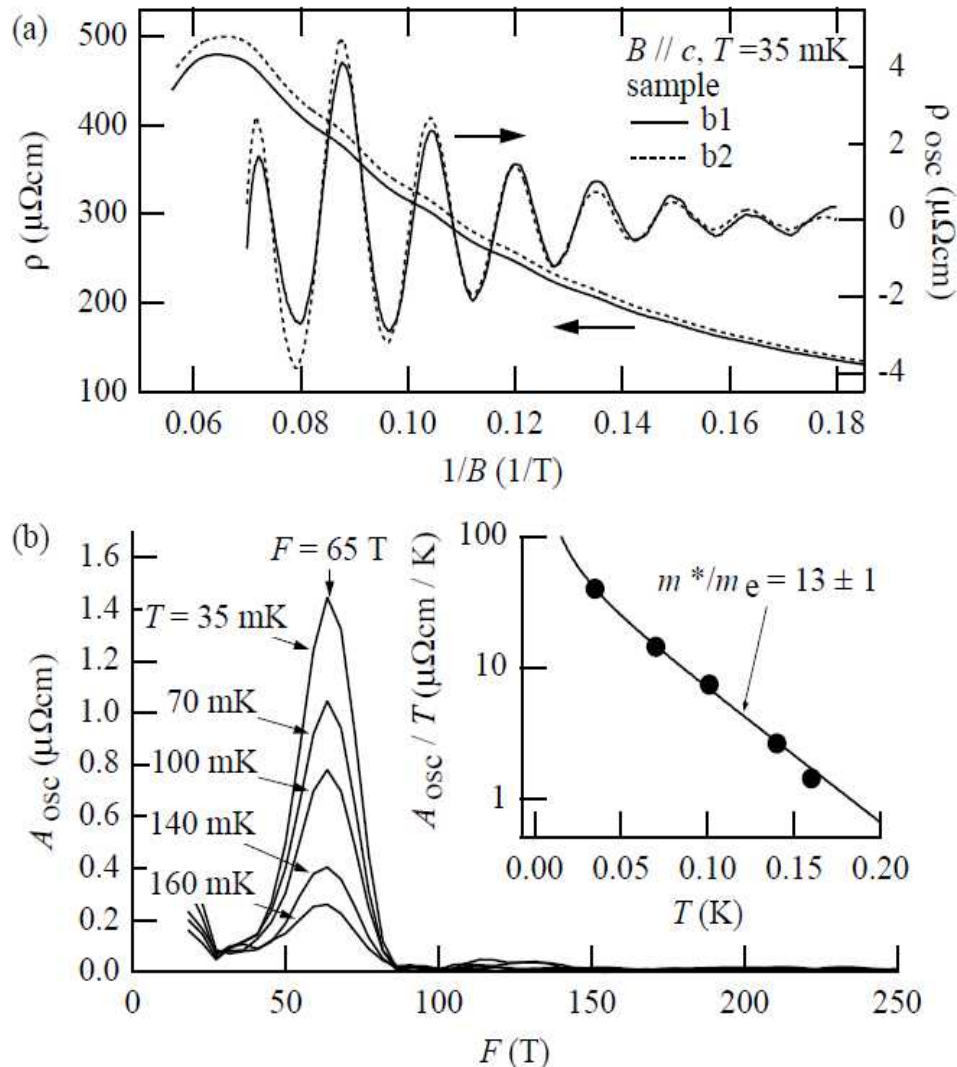 (a)
500
400
300
200
100
ρ (μΩcm)
B // c, T =35 mK
sample
b1
b2
4
2
0
-2
-4
ρ osc (μΩcm)
0.06 0.08 0.10 0.12 0.14 0.16 0.18
1/B (1/T)
(b)
1.6
1.4
1.2
1.0
0.8
0.6
0.4
0.2
0.0
A osc (μΩcm)
F = 65 T
T = 35 mK
70 mK
100 mK
140 mK
160 mK
0 50 100 150 200 250
F (T)
100
10
1
A osc / T (μΩcm / K)
m */m e = 13 ± 1
0.00 0.05 0.10 0.15 0.20
T (K)